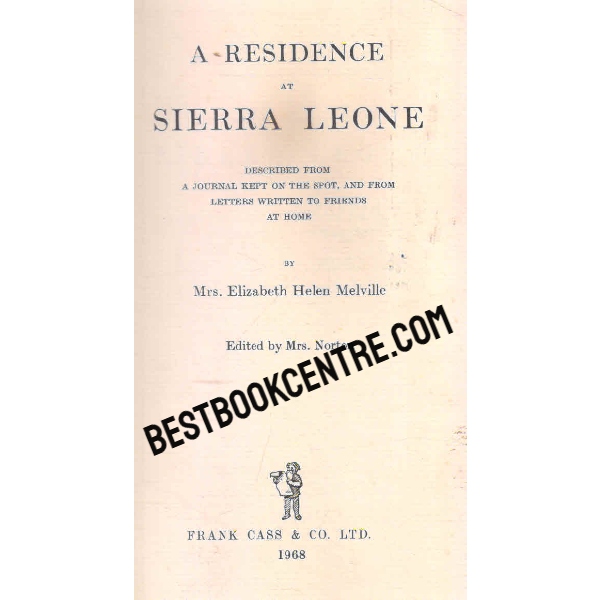 A RESIDENCE
AT
SIERRA LEONE
DESCRIBED FROM
A JOURNAL KEPT ON THE SPOT, AND FROM
LETTERS WRITTEN TO FRIENDS
AT HOME
BY
Mrs. Elizabeth Helen Melville
Edited by Mrs. Norton
BESTBOOKCENTRE.COM
FRANK CASS & CO. LTD.
1968